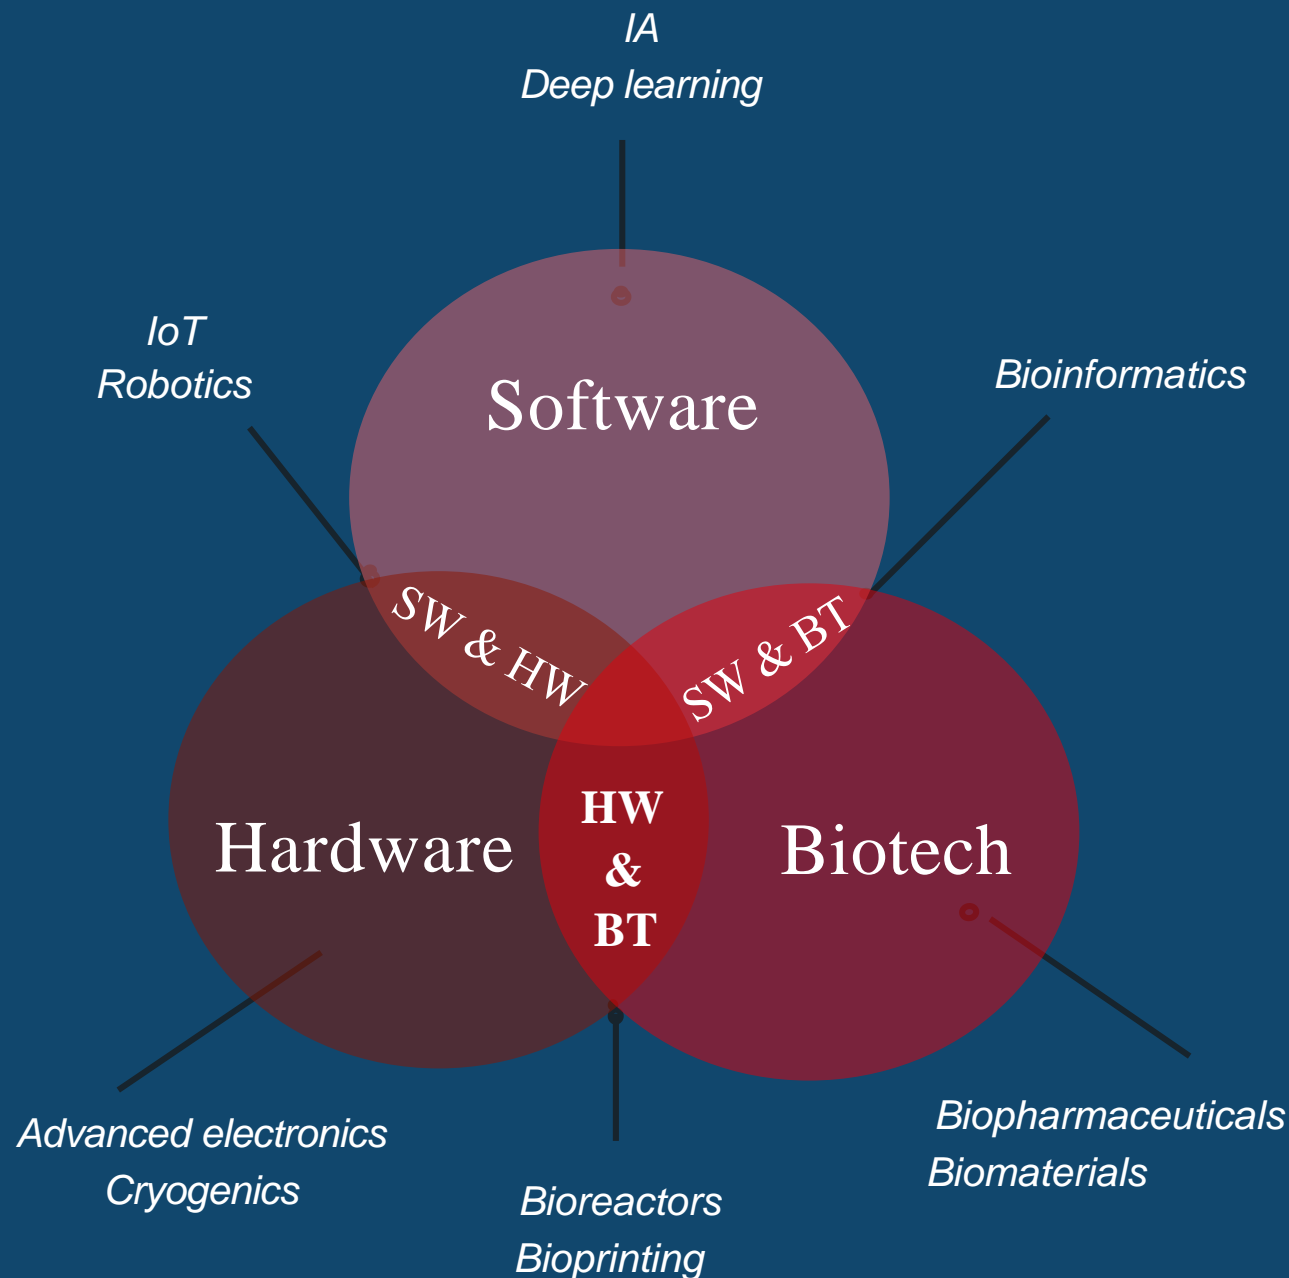 IA
Deep learning
IoT
Robotics
Bioinformatics
Software
SW & HW
SW & BT
HW
&
BT
Hardware
Biotech
Advanced electronics
Cryogenics
Bioreactors
Bioprinting
Biopharmaceuticals
Biomaterials